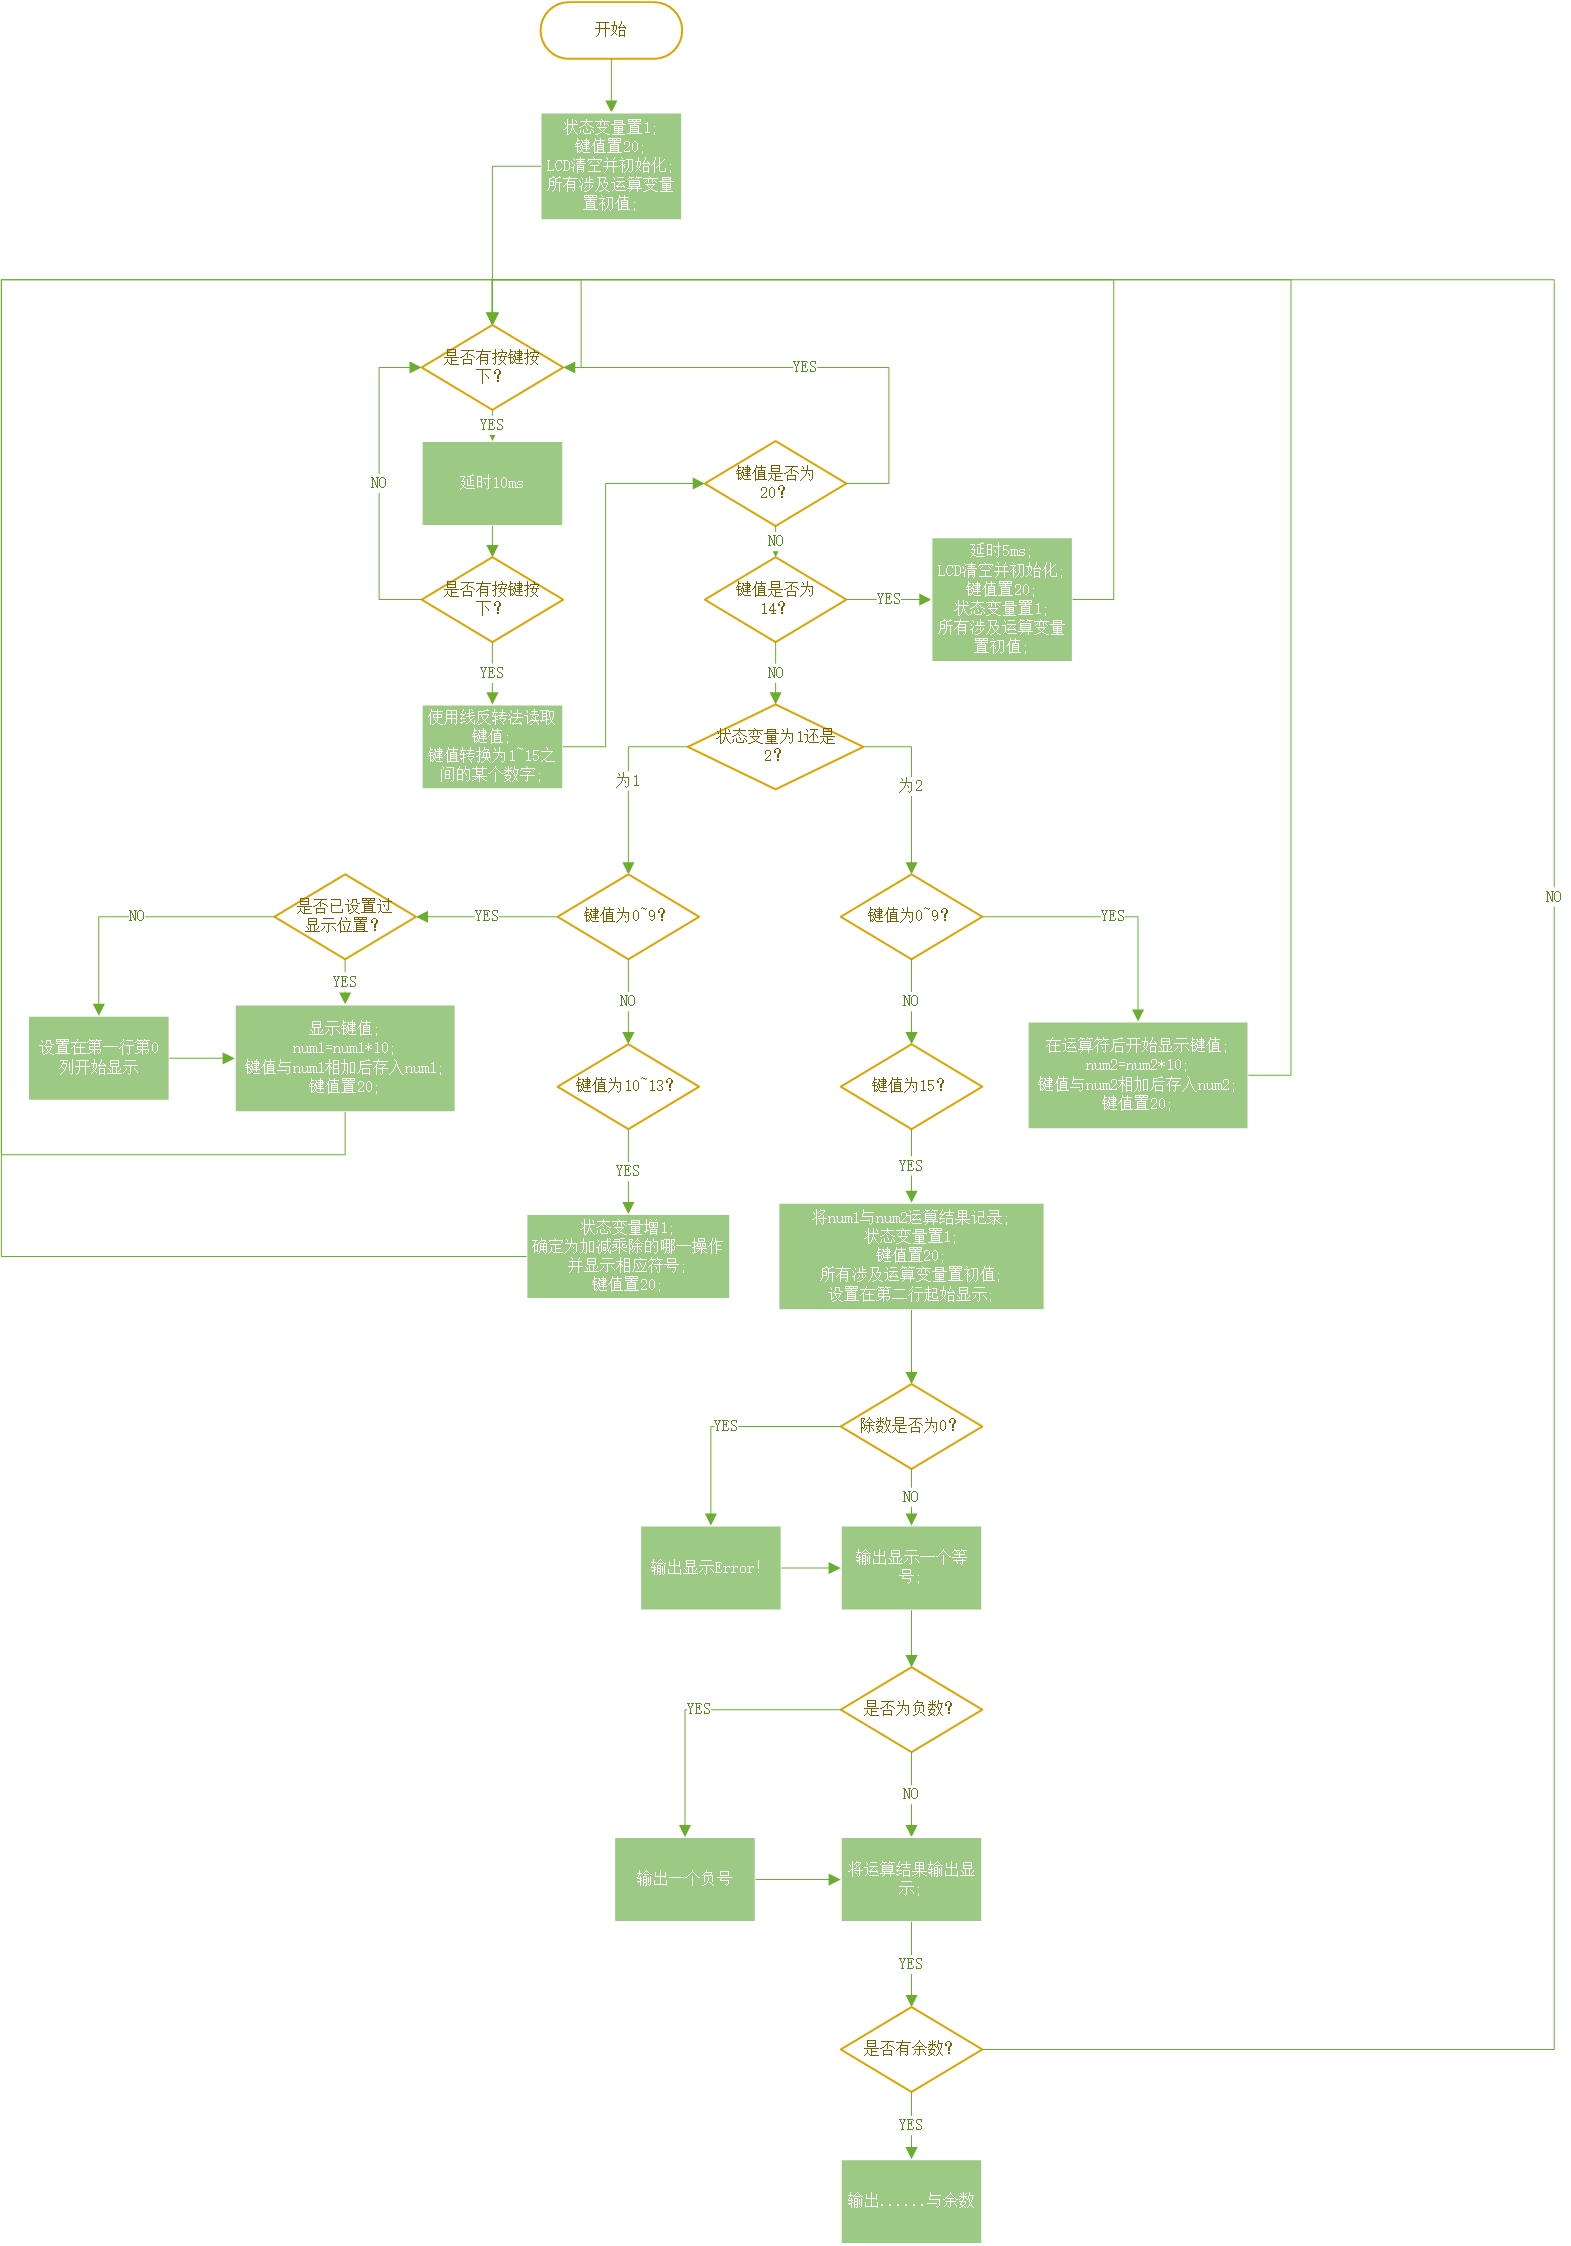 开始
状态变量置1;
键值置20;
LCD清空并初始化;
所有涉及运算变量
置初值;
是否有按键按
下?
YES
YES
延时10ms
NO
键值是否为
20?
NO
是否有按键按
下?
键值是否为
14?
YES
延时5ms;
LCD清空并初始化;
键值置20;
状态变量置1;
所有涉及运算变量
置初值;
YES
NO
使用线反转法读取
键值;
键值转换为1~15之
间的某个数字;
状态变量为1还是
2?
为1
为2
NO
是否已设置过
显示位置?
YES
键值为0~9?
键值为0~9?
YES
NO
YES
NO
NO
设置在第一行第0
列开始显示
显示键值;
num1=num1*10;
键值与num1相加后存入num1;
键值置20;
键值为10~13?
键值为15?
在运算符后开始显示键值;
num2=num2*10;
键值与num2相加后存入num2;
键值置20;
YES
YES
状态变量增1;
确定为加减乘除的哪一操作
并显示相应符号;
键值置20;
将num1与num2运算结果记录;
状态变量置1;
键值置20;
所有涉及运算变量置初值;
设置在第二行起始显示;
YES
除数是否为0?
NO
输出显示Error!
输出显示一个等
号;
YES
是否为负数?
NO
输出一个负号
将运算结果输出显
示;
YES
是否有余数?
YES
输出......与余数